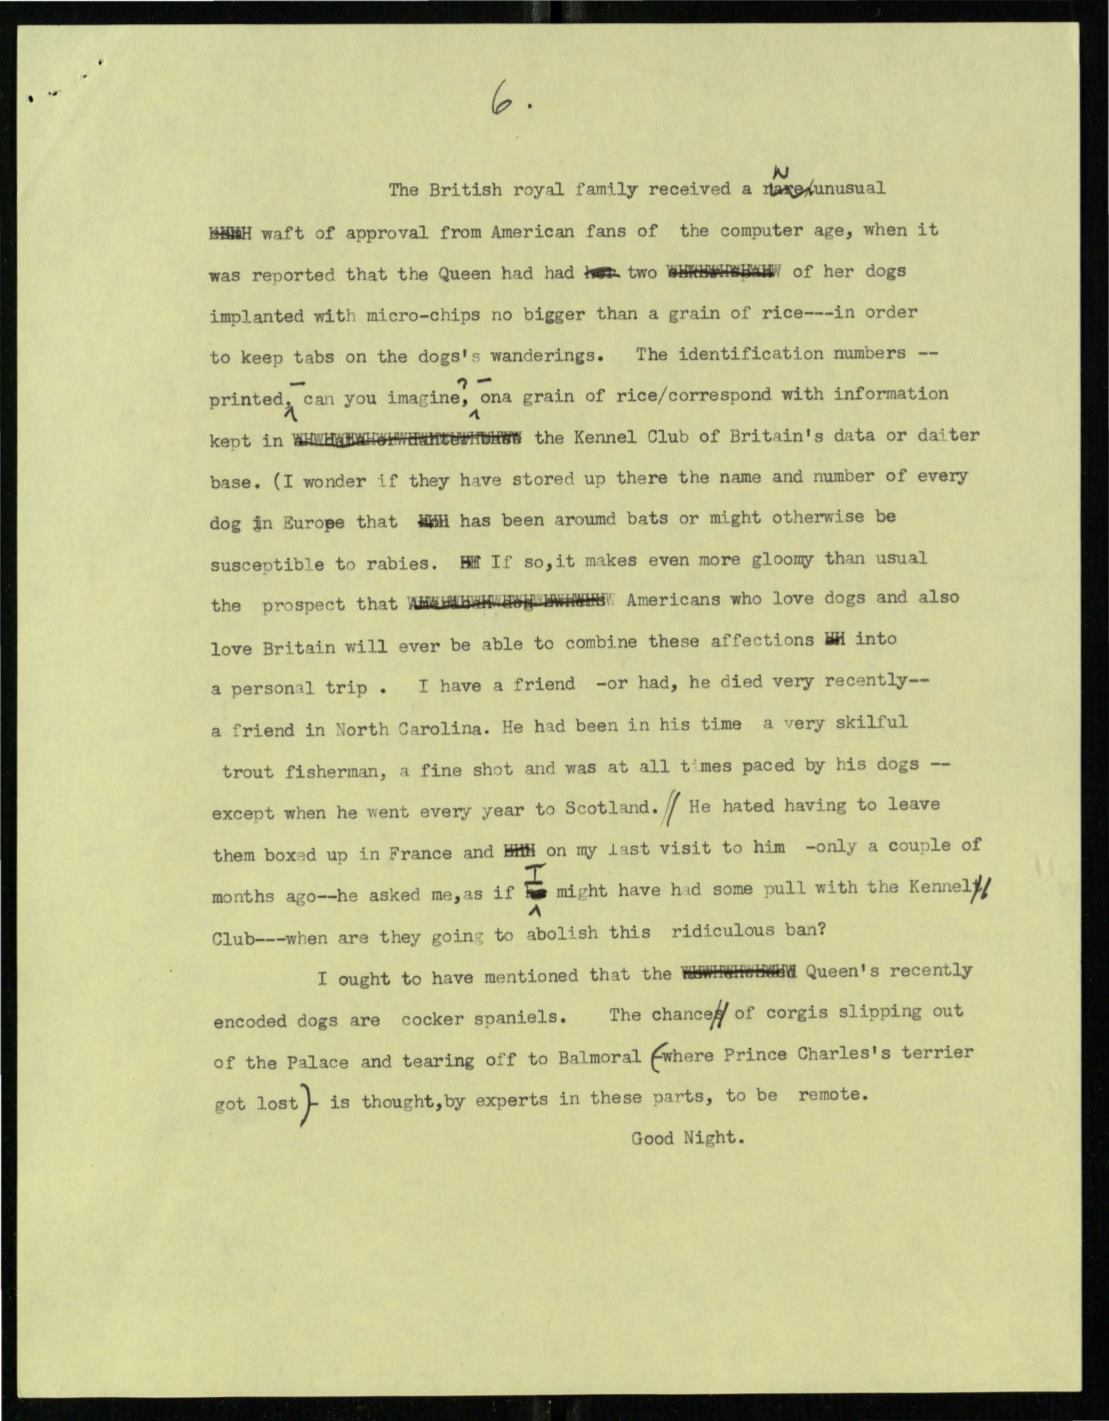 6.
The British royal family received a N unusual
waft of approval from American fans of the computer age, when it
was reported that the Queen had had two of her dogs
implanted with micro-chips no bigger than a grain of rice---in order
to keep tabs on the dogs's wanderings. The identification numbers --
printed,- can you imagine?,- ona grain of rice/correspond with information
kept in the Kennel Club of Britain's data or daiter
base. (I wonder if they have stored up there the name and number of every
dog in Europe that has been aroumd bats or might otherwise be
susceptible to rabies. If so,it makes even more gloomy than usual
the prospect that Americans who love dogs and also
love Britain will ever be able to combine these affections into
a personal trip . I have a friend -or had, he died very recently--
a friend in North Carolina. He had been in his time a very skilful
trout fisherman, a fine shot and was at all times paced by his dogs --
except when he went every year to Scotland.// He hated having to leave
them boxed up in France and on my last visit to him -only a couple of
months ago--he asked me,as if I might have had some pull with the Kennel//
Club---when are they going to abolish this ridiculous ban?
I ought to have mentioned that the Queen's recently
encoded dogs are cocker spaniels. The chance// of corgis slipping out
of the Palace and tearing off to Balmoral (-where Prince Charles's terrier
got lost)- is thought,by experts in these parts, to be remote.
Good Night.